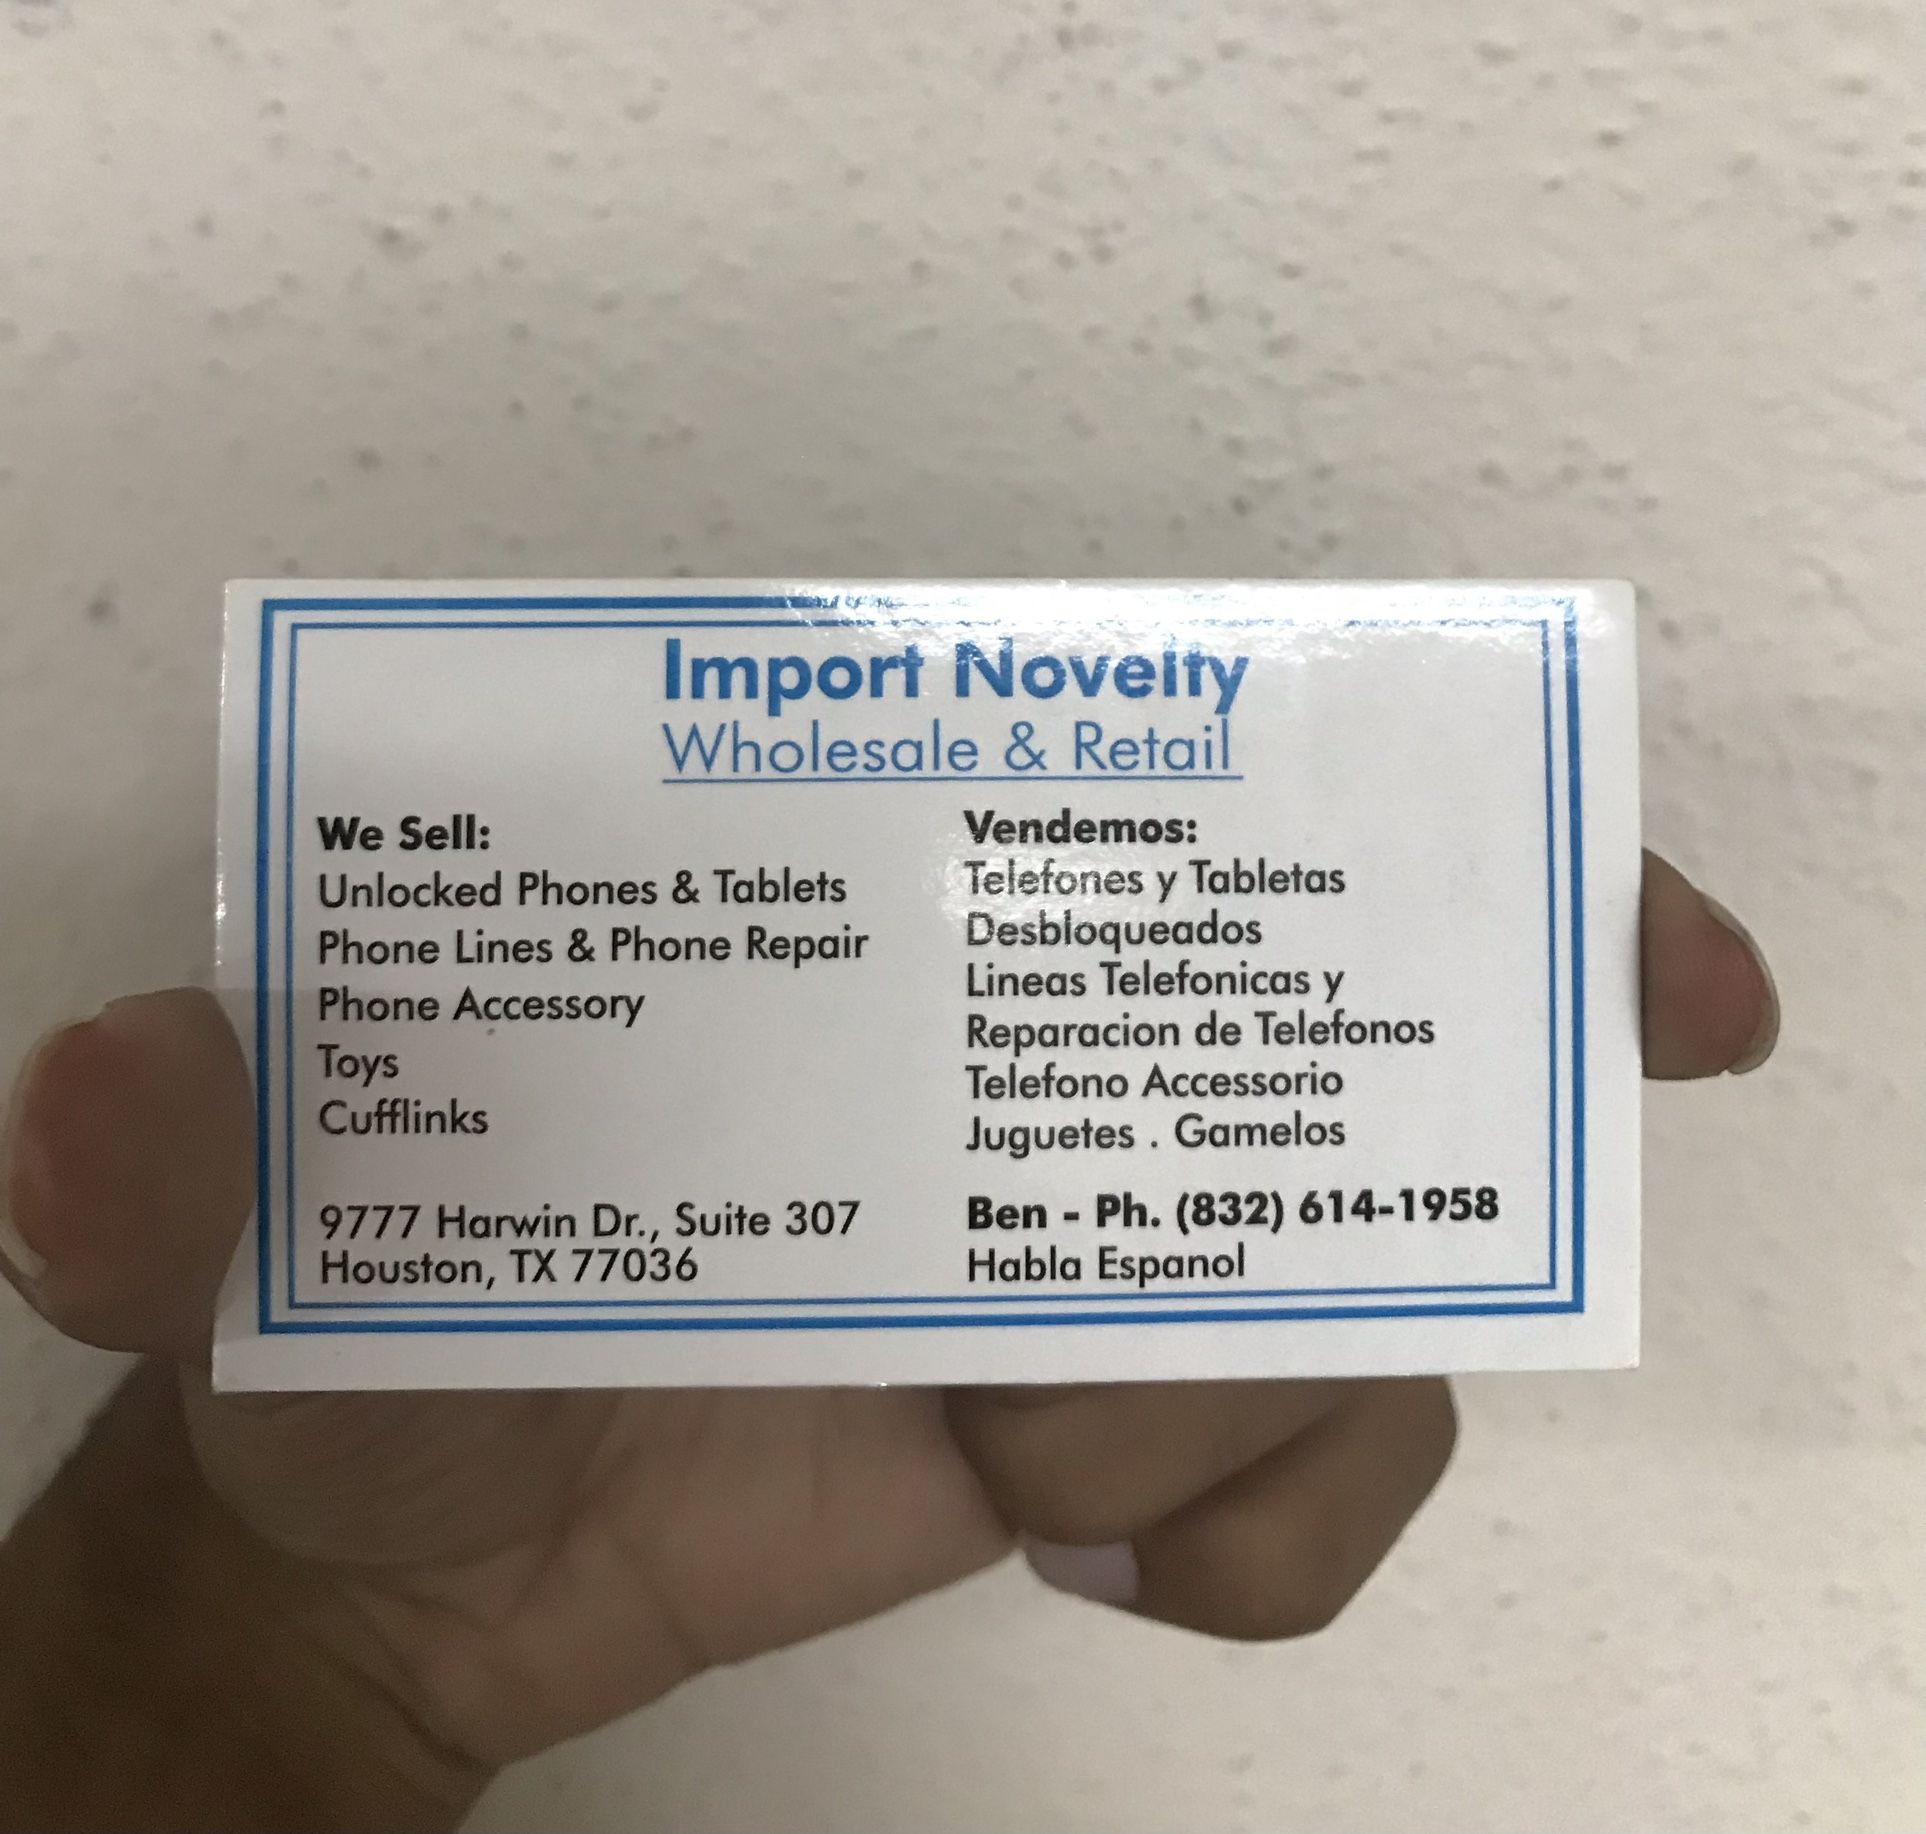 Import Novelty
Wholesale & Retail
We Sell:
Unlocked Phones & Tablets
Phone Lines & Phone Repair
Phone Accessory
Toys
Cufflinks
9777 Harwin Dr., Suite 307
Houston, TX 77036
Vendemos:
Telefones y Tabletas
Desbloqueados
Lineas Telefonicas y
Reparacion de Telefonos
Telefono Accessorio
Juguetes . Gamelos
Ben - Ph. (832) 614-1958
Habla Espanol